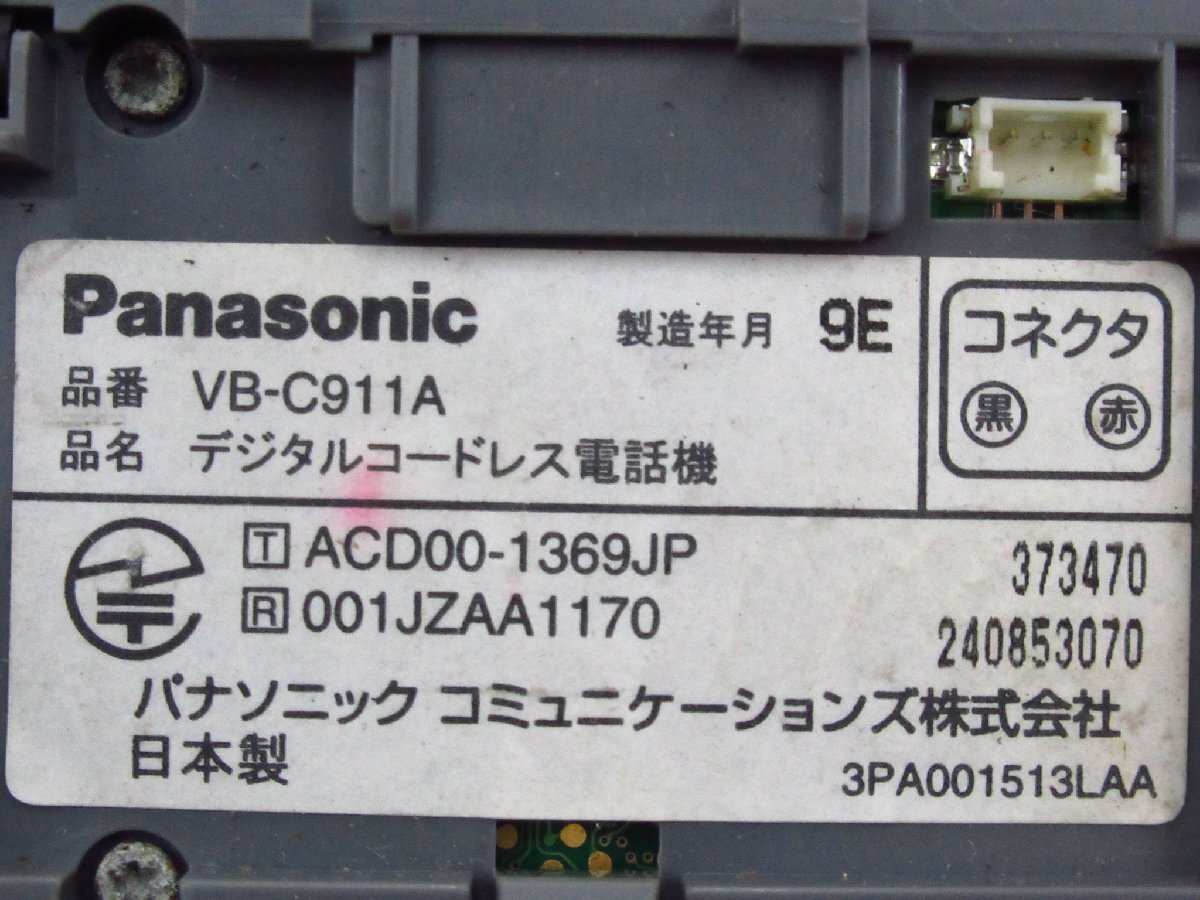 Panasonic 製造年月 9E
品番 VB-C911A
品名 デジタルコードレス電話機
コネクタ
黒 赤
T ACD00-1369JP 373470
R 001JZAA1170 240853070
パナソニック コミュニケーションズ株式会社
日本製 3PA001513LAA